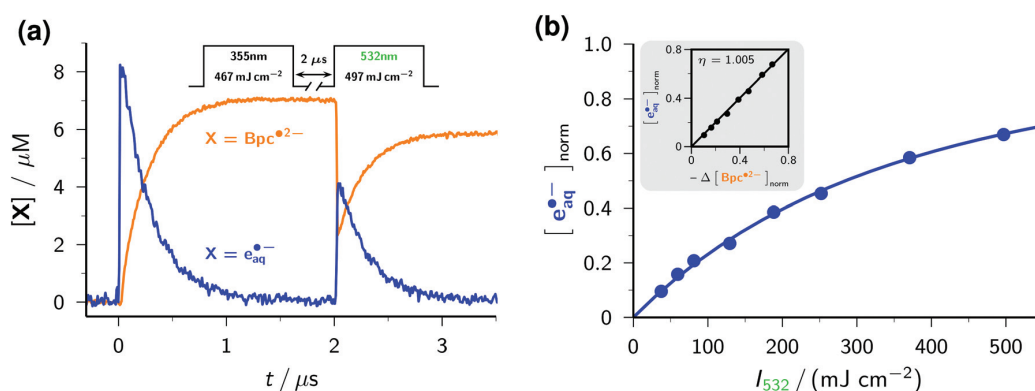 (a)
355nm
467 mJ cm⁻²
2 μs
532nm
497 mJ cm⁻²
8
6
4
2
0
[X] / μM
X = Bpc•2−
X = e•−aq
0 1 2 3
t / μs
(b)
1.0
0.8
0.6
0.4
0.2
0.0
[e•−aq]norm
0.8
0.4
0
η = 1.005
[e•−aq]norm
0 0.4 0.8
− Δ [Bpc•2−]norm
0 100 200 300 400 500
I532 / (mJ cm⁻²)